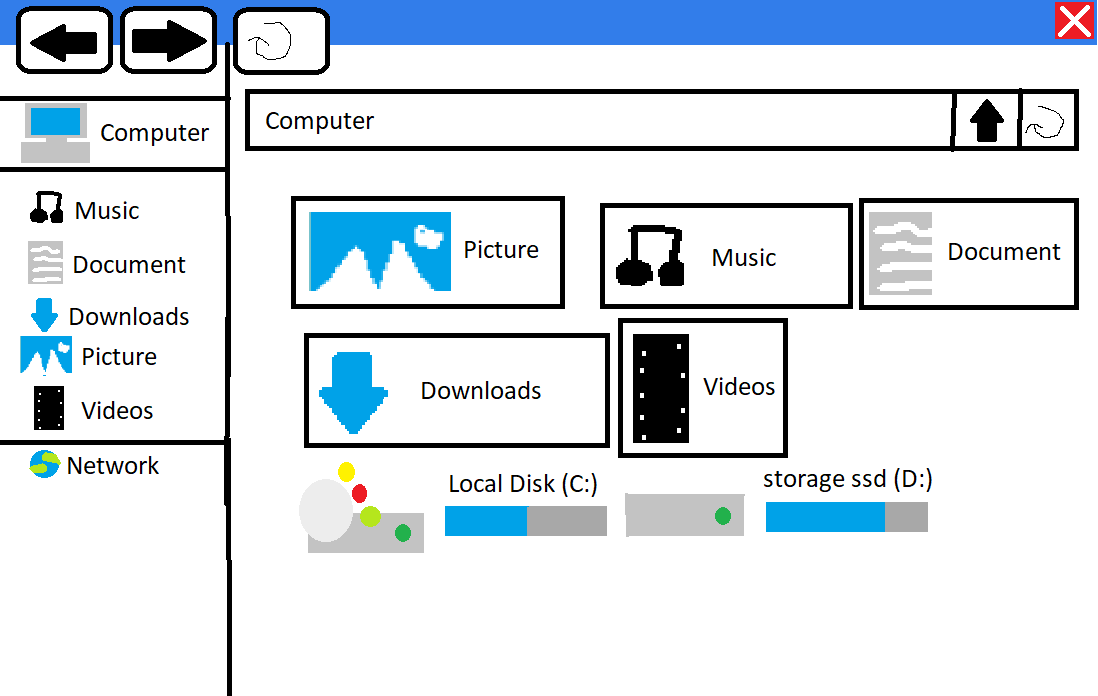 Computer
Computer
Music
Document
Downloads
Picture
Videos
Network
Picture
Music
Document
Downloads
Videos
Local Disk (C:)
storage ssd (D:)